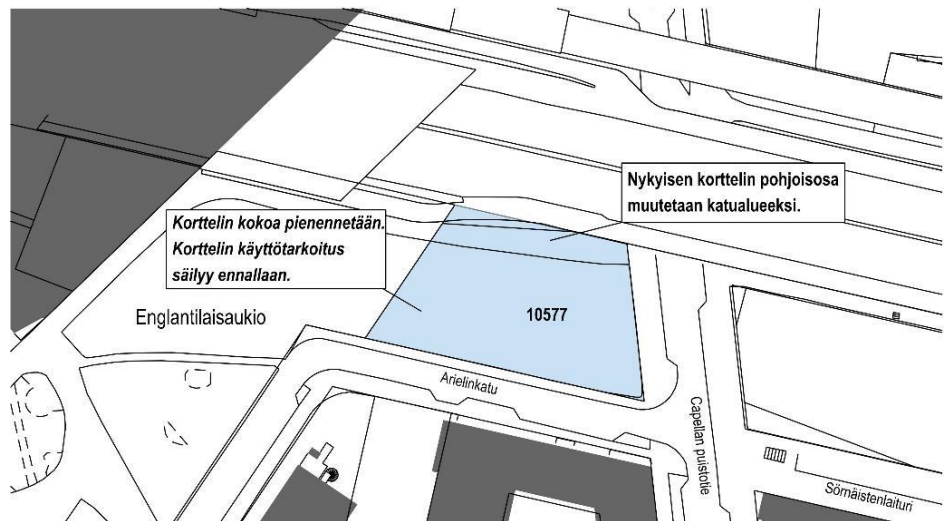 Nykyisen korttelin pohjoisosa
muutetaan katualueeksi.
Korttelin kokoa pienennetään.
Korttelin käyttötarkoitus
säilyy ennallaan.
Englantilaisaukio
10577
Arielinkatu
Capellan puistotie
Sörnäistenlaituri